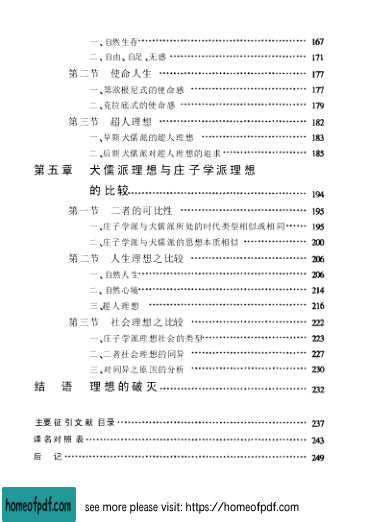 一、自然生存 167
二、自由、自足、无惑 171
第二节 使命人生 177
一、第欧根尼式的使命感 177
二、克拉底式的使命感 179
第三节 超人理想 182
一、早期犬儒派的超人理想 183
二、后期犬儒派对超人理想的追求 185
第五章 犬儒派理想与庄子学派理想
的比较 194
第一节 二者的可比性 195
一、庄子学派与犬儒派所处的时代类型相似或相同 195
二、庄子学派与犬儒派的思想本质相似 200
第二节 人生理想之比较 206
一、自然人生 206
二、自然心境 214
三、超人理想 216
第三节 社会理想之比较 222
一、庄子学派理想社会的类型 223
二、二者社会理想的同异 227
三、对同异之原因的分析 230
结 语 理想的破灭 232
主要征引文献目录 237
译名对照表 243
后 记 249
homeofpdf.com see more please visit: https://homeofpdf.com